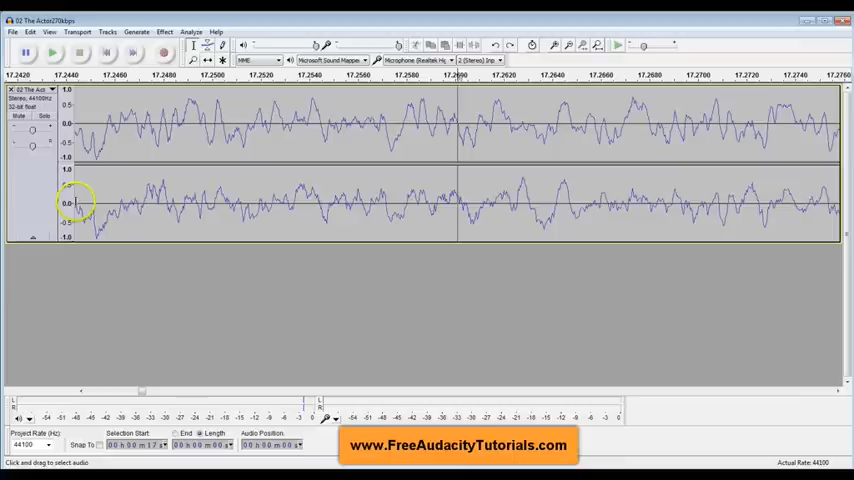 02 The Actor270kbps
File Edit View Transport Tracks Generate Effect Analyze Help
MME Microsoft Sound Mapper Microphone (Realtek Hig 2 (Stereo) Inp
17.2420 17.2440 17.2460 17.2480 17.2500 17.2520 17.2540 17.2560 17.2580 17.2600 17.2620 17.2640 17.2660 17.2680 17.2700 17.2720 17.2740 17.2760
02 The Act 1.0
Stereo, 44100Hz
32-bit float 0.5
Mute Solo
- + 0.0
L R -0.5
-1.0
1.0
0.0
-0.5
-1.0
L L
R R
-54 -51 -48 -45 -42 -39 -36 -33 -30 -27 -24 -21 -18 -15 -12 -9 -6 -3 0 -54 -51 -48 -45 -42 -39 -36 -33 -30 -27 -24 -21 -18 -15 -12 -9 -6 -3 0
Project Rate (Hz): Selection Start: End Length Audio Position:
44100 Snap To 00 h 00 m 17 s 00 h 00 m 00 s 00 h 00 m 00 s
www.FreeAudacityTutorials.com
Click and drag to select audio Actual Rate: 44100